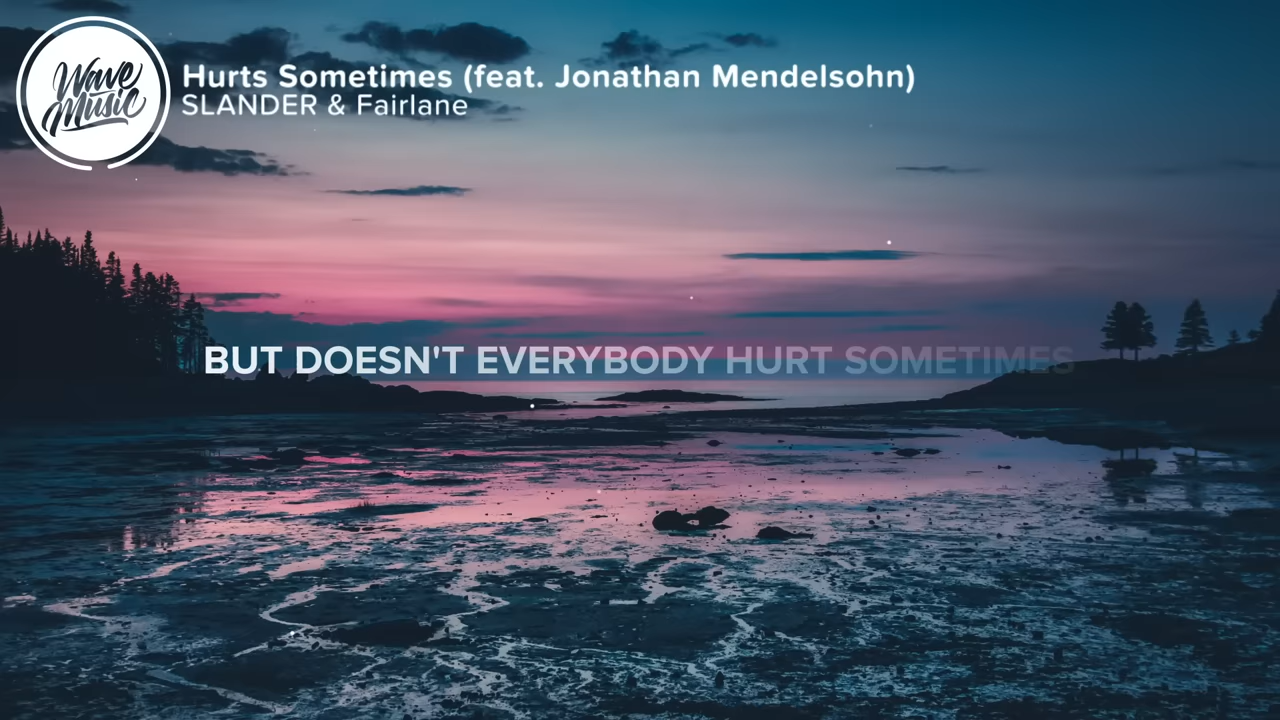 Wave
Music
Hurts Sometimes (feat. Jonathan Mendelsohn)
SLANDER & Fairlane
BUT DOESN'T EVERYBODY HURT SOMETIMES